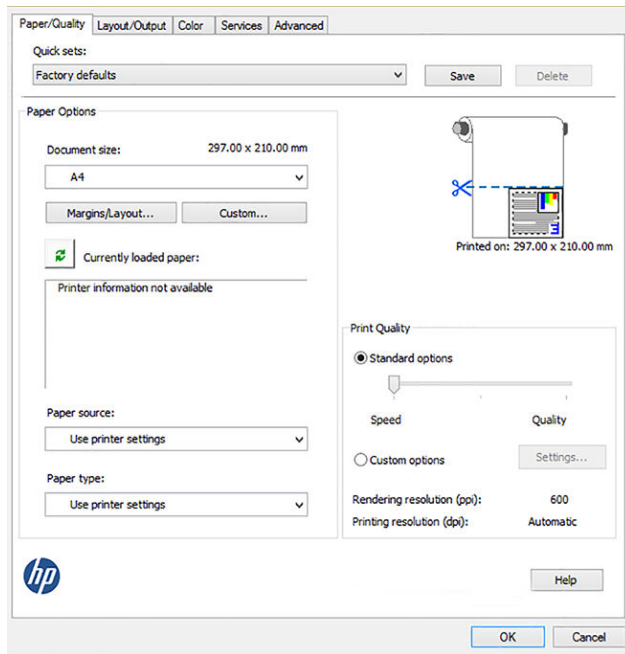 Paper/Quality Layout/Output Color Services Advanced
Quick sets:
Factory defaults Save Delete
Paper Options
Document size: 297.00 x 210.00 mm
A4
Margins/Layout... Custom...
Currently loaded paper:
Printer information not available
Paper source:
Use printer settings
Paper type:
Use printer settings
Printed on: 297.00 x 210.00 mm
Print Quality
Standard options
Speed Quality
Custom options Settings...
Rendering resolution (ppi): 600
Printing resolution (dpi): Automatic
hp
Help
OK Cancel